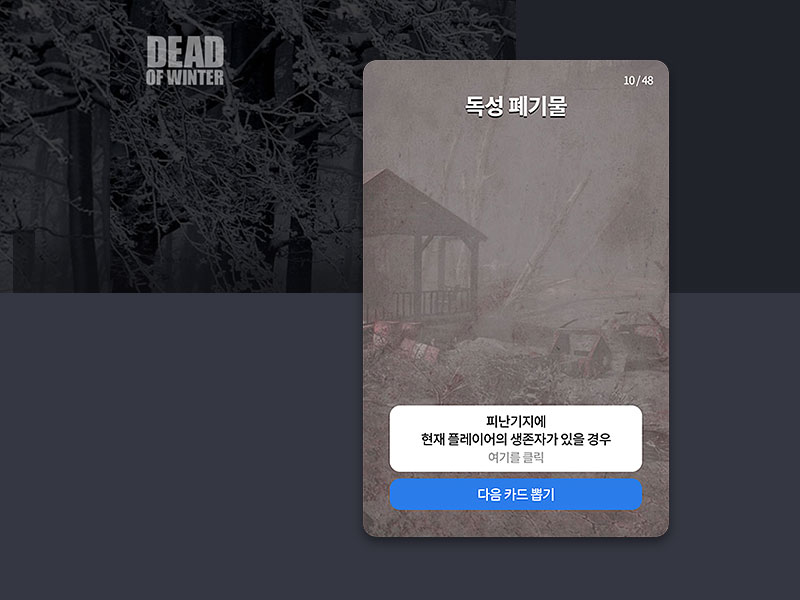 DEAD
OF WINTER
10 / 48
독성 폐기물
피난기지에
현재 플레이어의 생존자가 있을 경우
여기를 클릭
다음 카드 뽑기